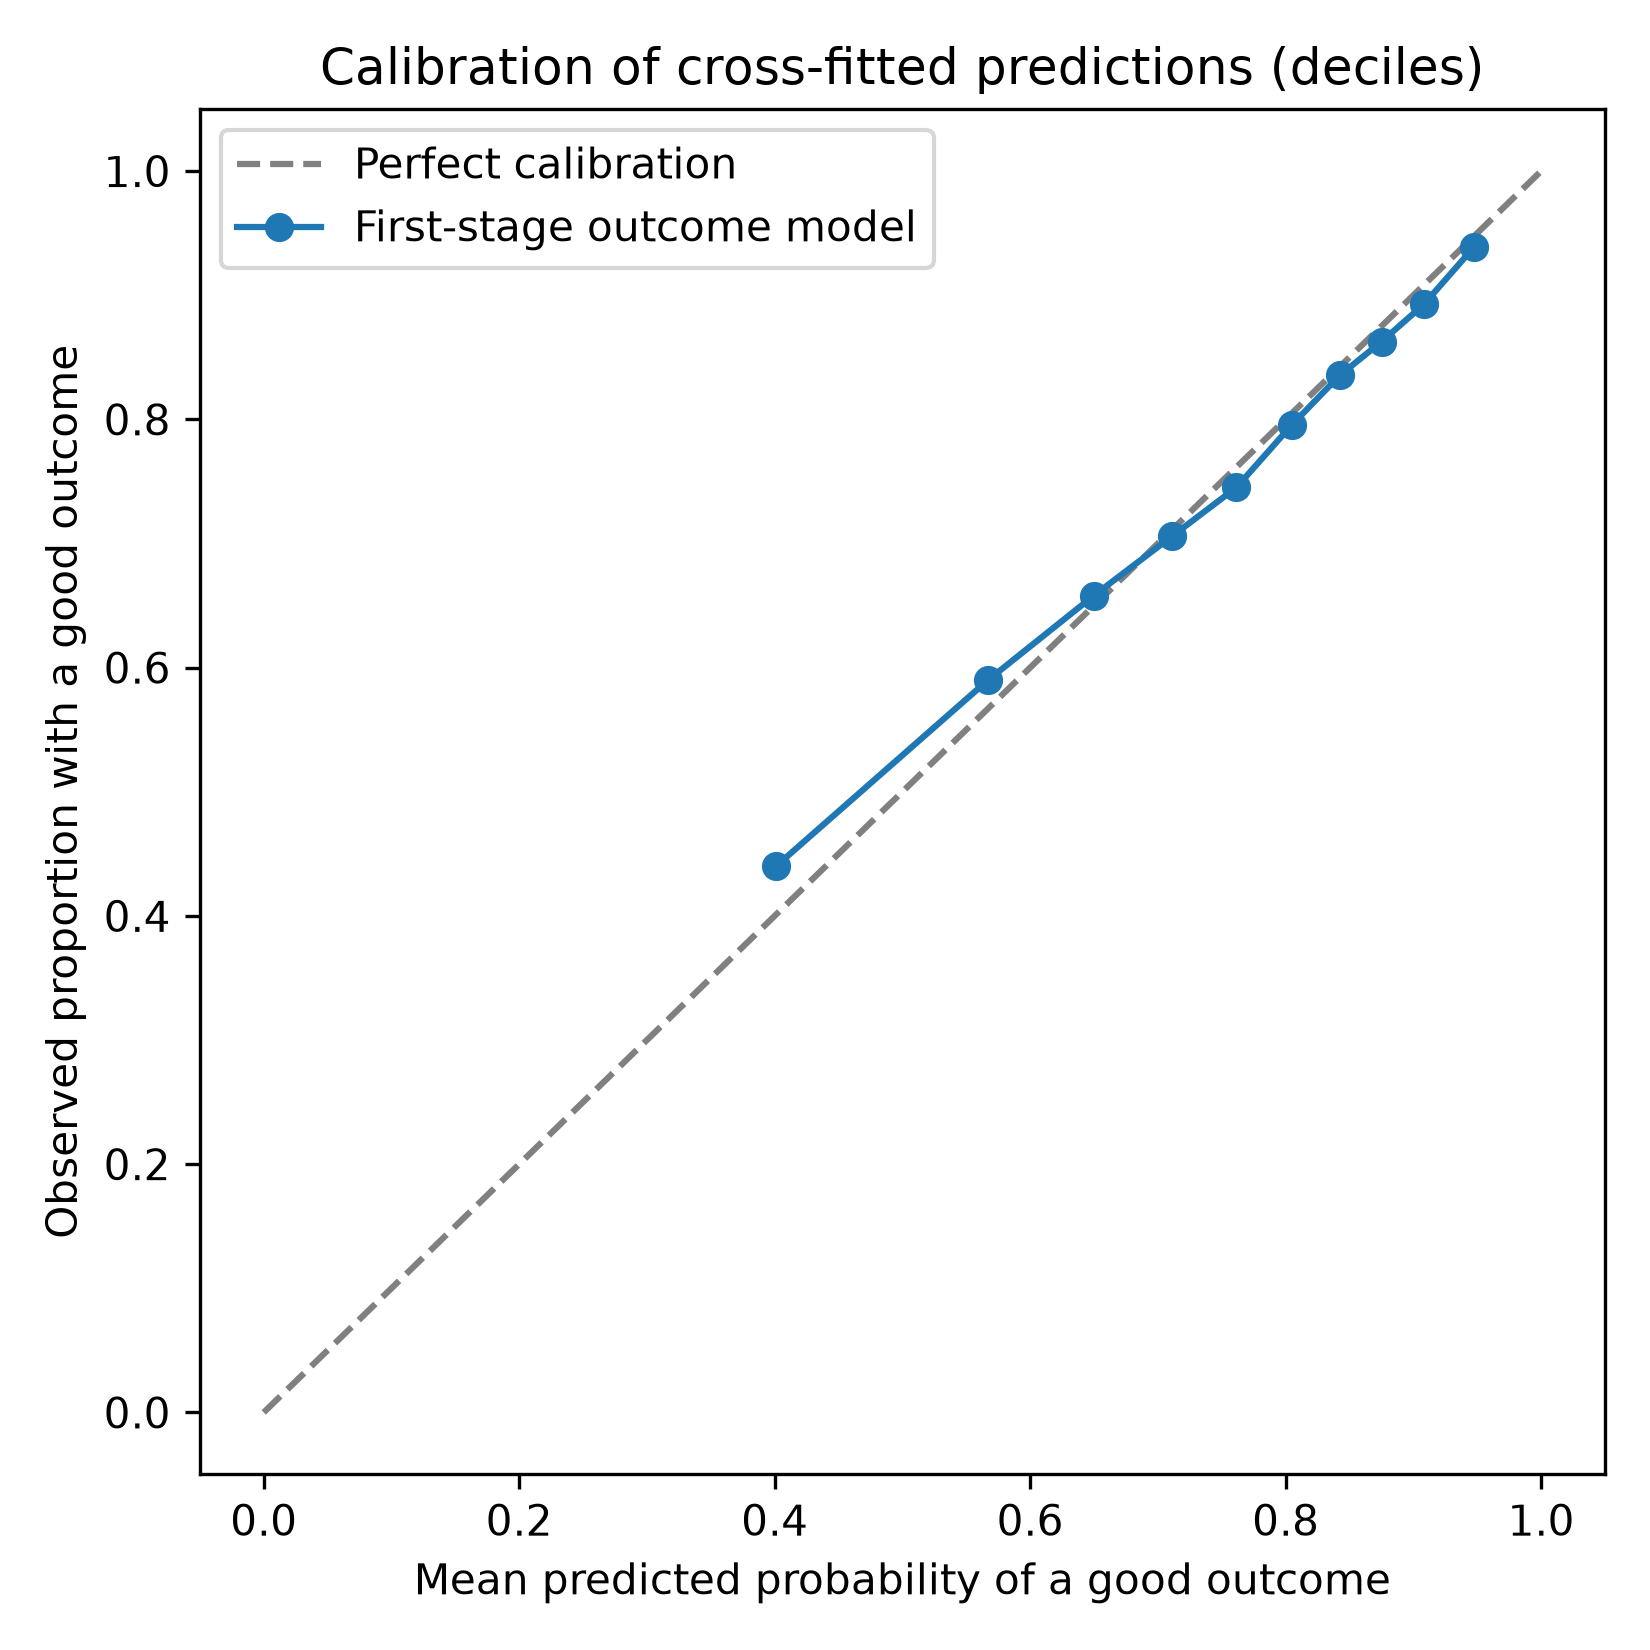 Calibration of cross-fitted predictions (deciles)
Perfect calibration
First-stage outcome model
1.0
0.8
0.6
0.4
0.2
0.0
Observed proportion with a good outcome
0.0 0.2 0.4 0.6 0.8 1.0
Mean predicted probability of a good outcome